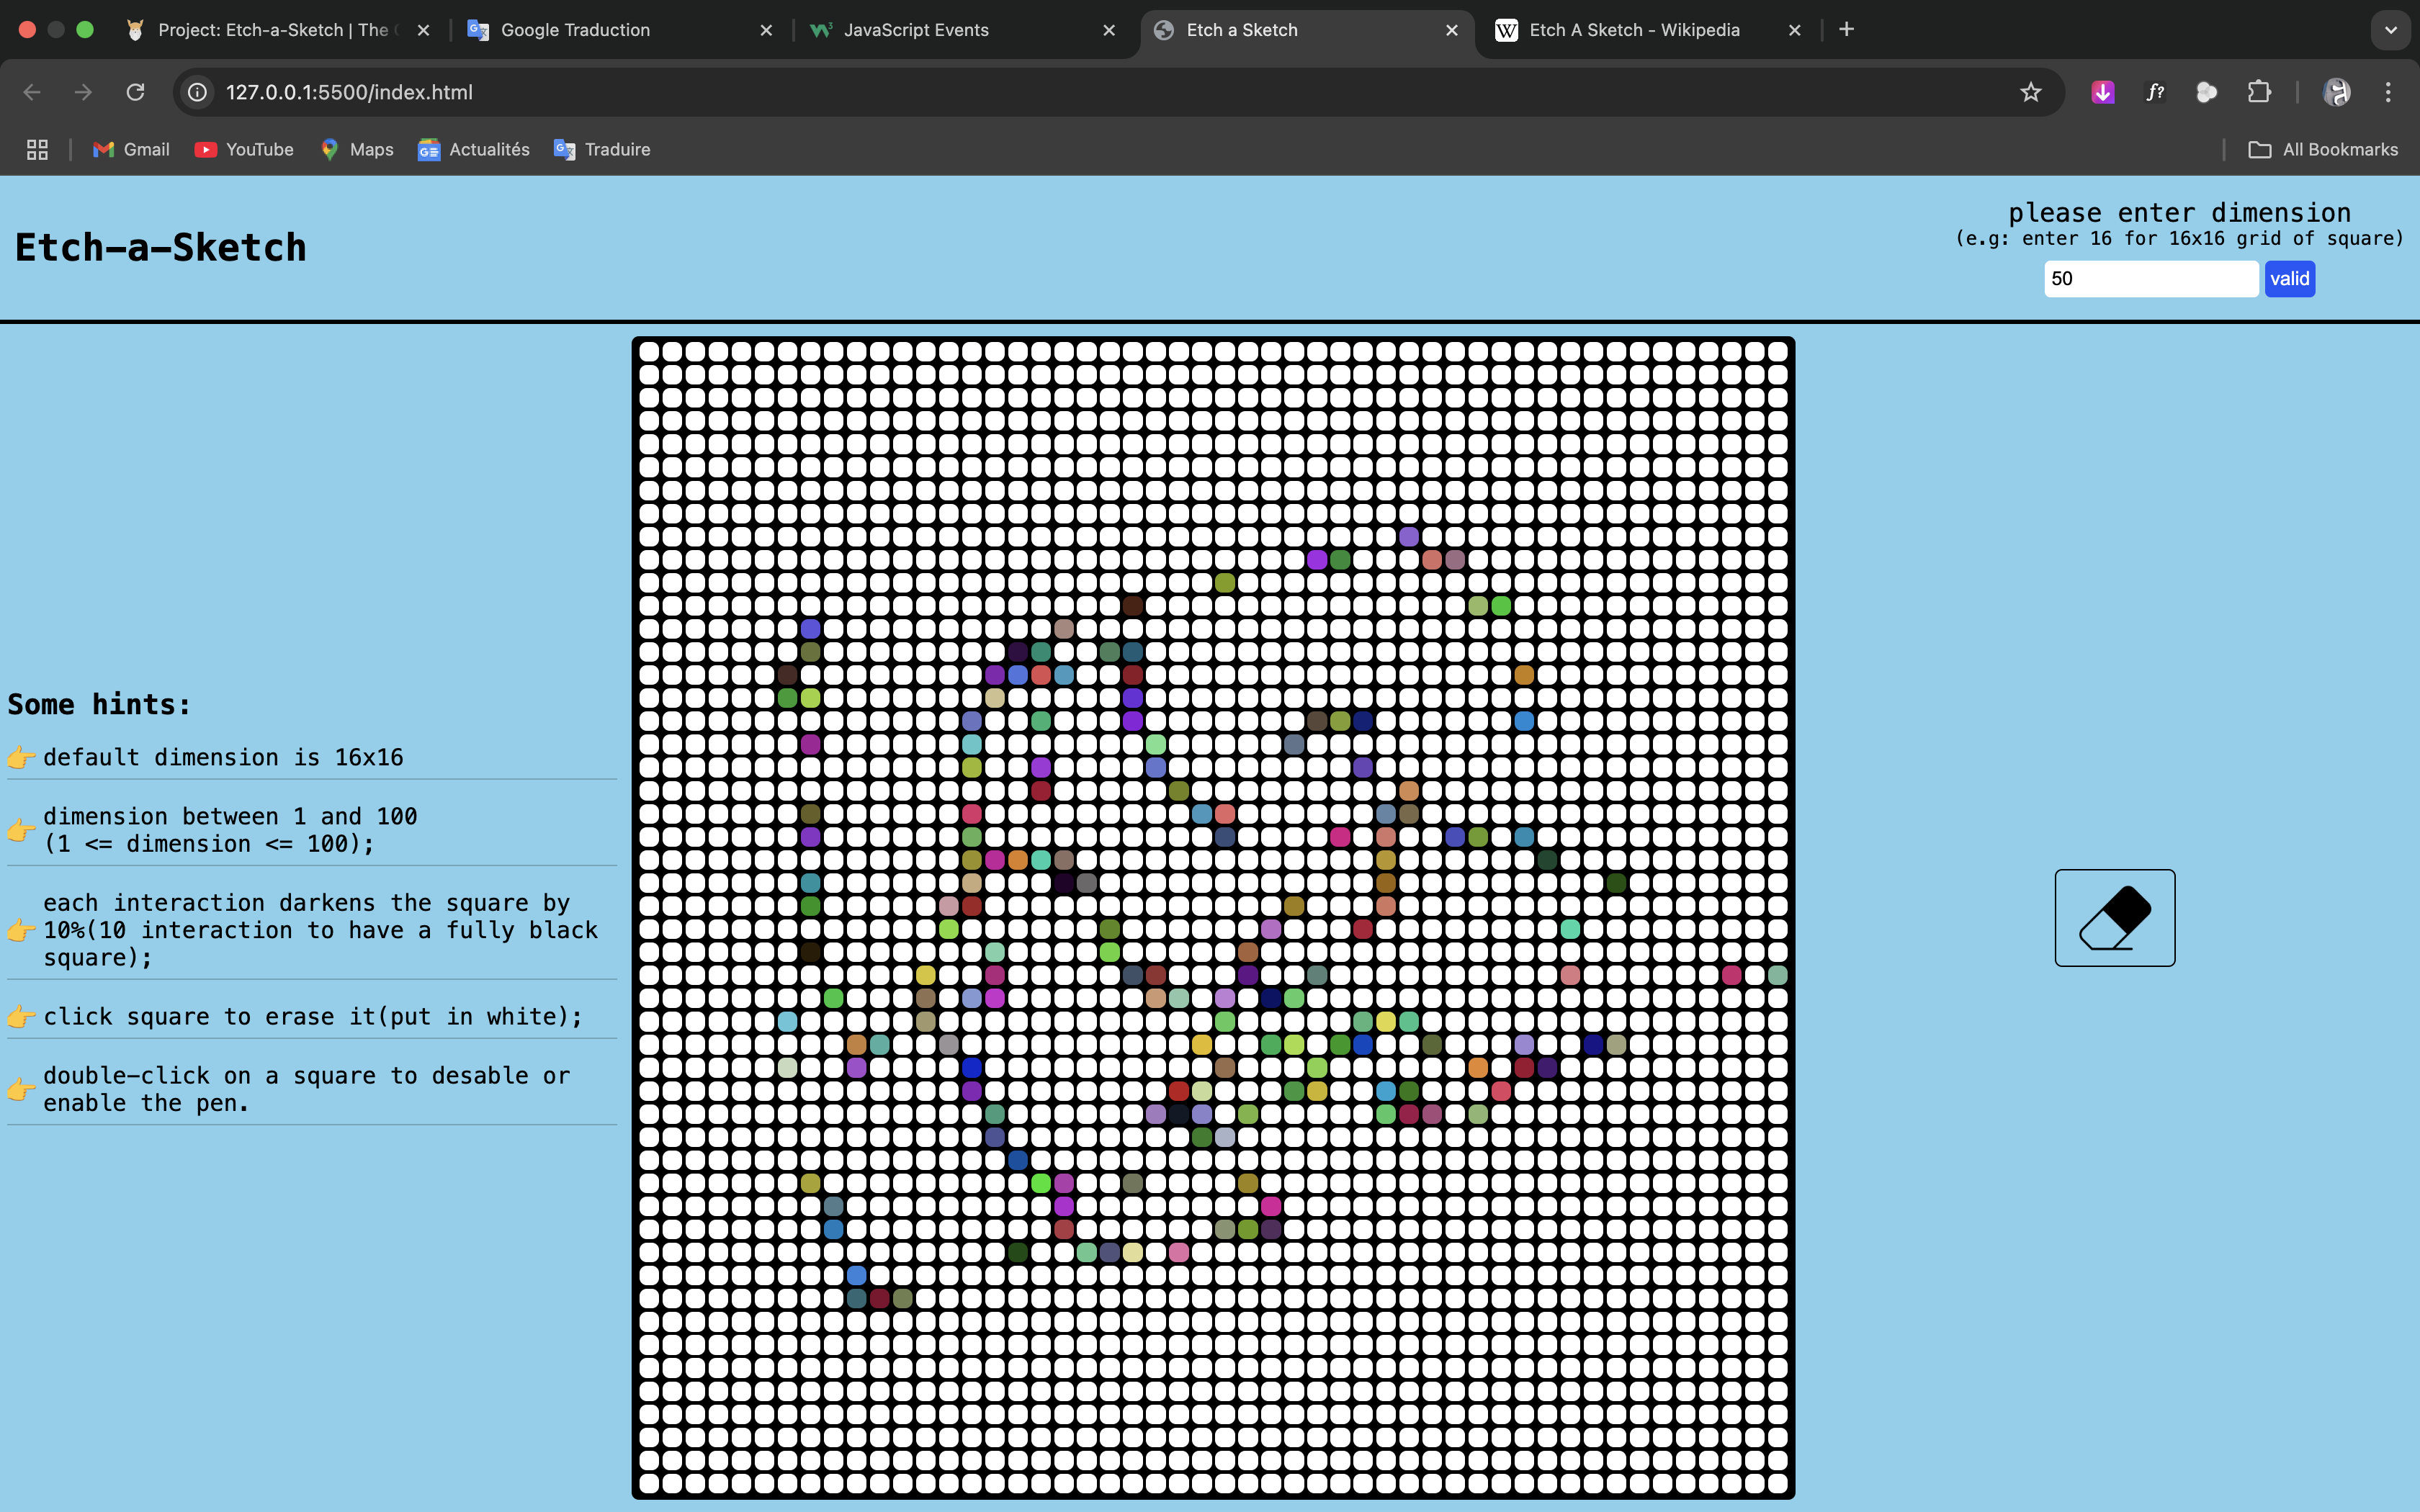 Project: Etch-a-Sketch | The
Google Traduction
JavaScript Events
Etch a Sketch
Etch A Sketch - Wikipedia
127.0.0.1:5500/index.html
f?
Gmail
YouTube
Maps
Actualités
Traduire
All Bookmarks
Etch-a-Sketch
please enter dimension
(e.g: enter 16 for 16x16 grid of square)
50
valid
Some hints:
👉 default dimension is 16x16
👉 dimension between 1 and 100
(1 <= dimension <= 100);
👉 each interaction darkens the square by
10%(10 interaction to have a fully black
square);
👉 click square to erase it(put in white);
👉 double-click on a square to desable or
enable the pen.